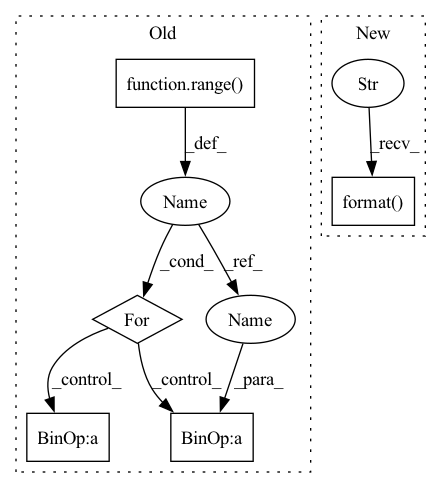 Old
New
function.range()
Str
_def_
_recv_
Name
format()
_cond_
_ref_
For
Name
_control_
_control_
_para_
BinOp:a
BinOp:a